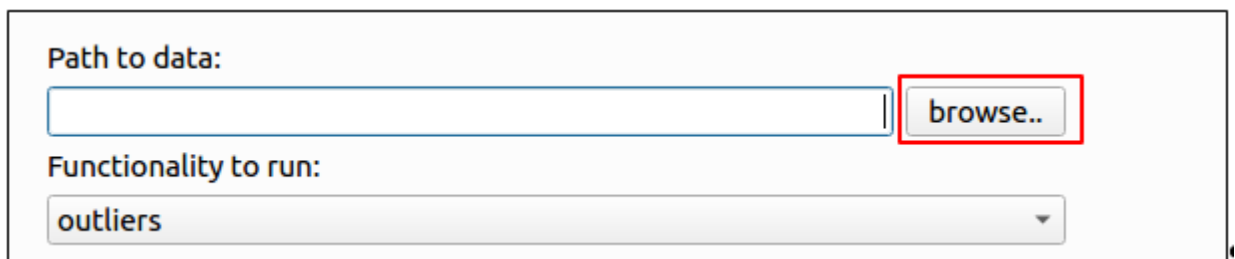 Path to data:
browse..
Functionality to run:
outliers